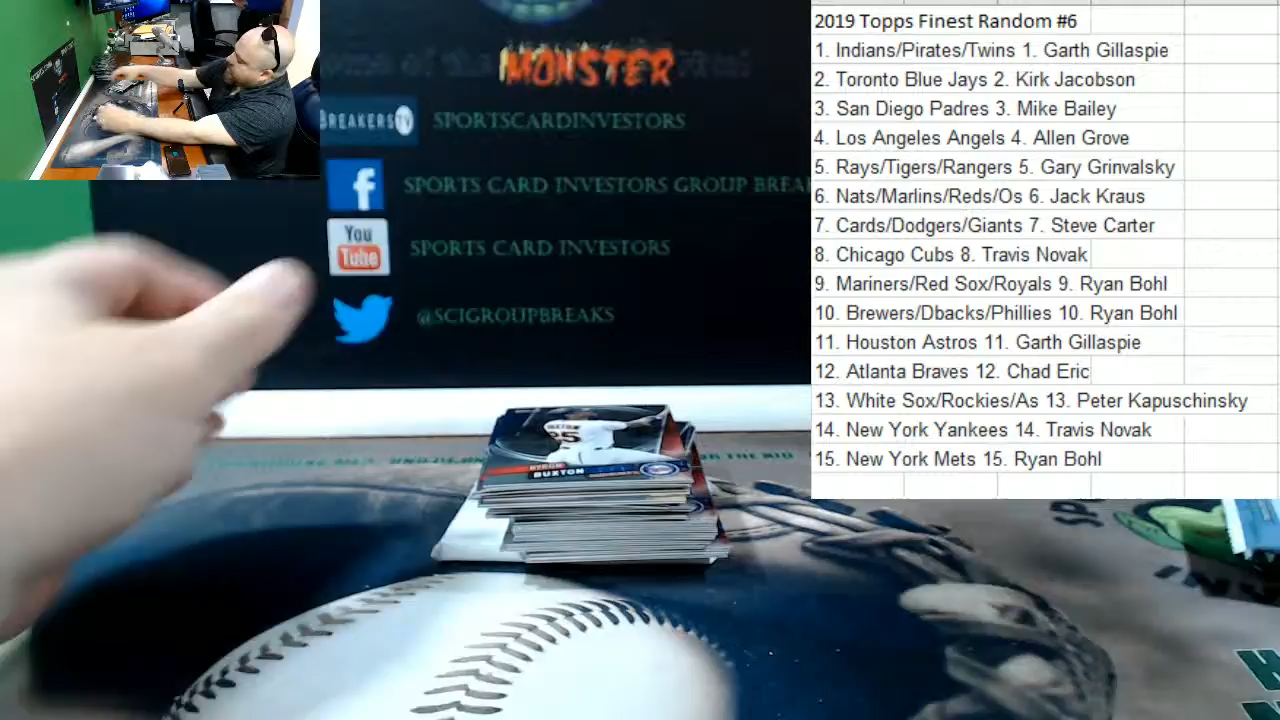 MONSTER
BREAKERS TV SPORTSCARDINVESTORS
f SPORTS CARD INVESTORS GROUP BREA
You Tube SPORTS CARD INVESTORS
@SCIGROUPBREAKS
BYRON
BUXTON
2019 Topps Finest Random #6
1. Indians/Pirates/Twins 1. Garth Gillaspie
2. Toronto Blue Jays 2. Kirk Jacobson
3. San Diego Padres 3. Mike Bailey
4. Los Angeles Angels 4. Allen Grove
5. Rays/Tigers/Rangers 5. Gary Grinvalsky
6. Nats/Marlins/Reds/Os 6. Jack Kraus
7. Cards/Dodgers/Giants 7. Steve Carter
8. Chicago Cubs 8. Travis Novak
9. Mariners/Red Sox/Royals 9. Ryan Bohl
10. Brewers/Dbacks/Phillies 10. Ryan Bohl
11. Houston Astros 11. Garth Gillaspie
12. Atlanta Braves 12. Chad Eric
13. White Sox/Rockies/As 13. Peter Kapuschinsky
14. New York Yankees 14. Travis Novak
15. New York Mets 15. Ryan Bohl